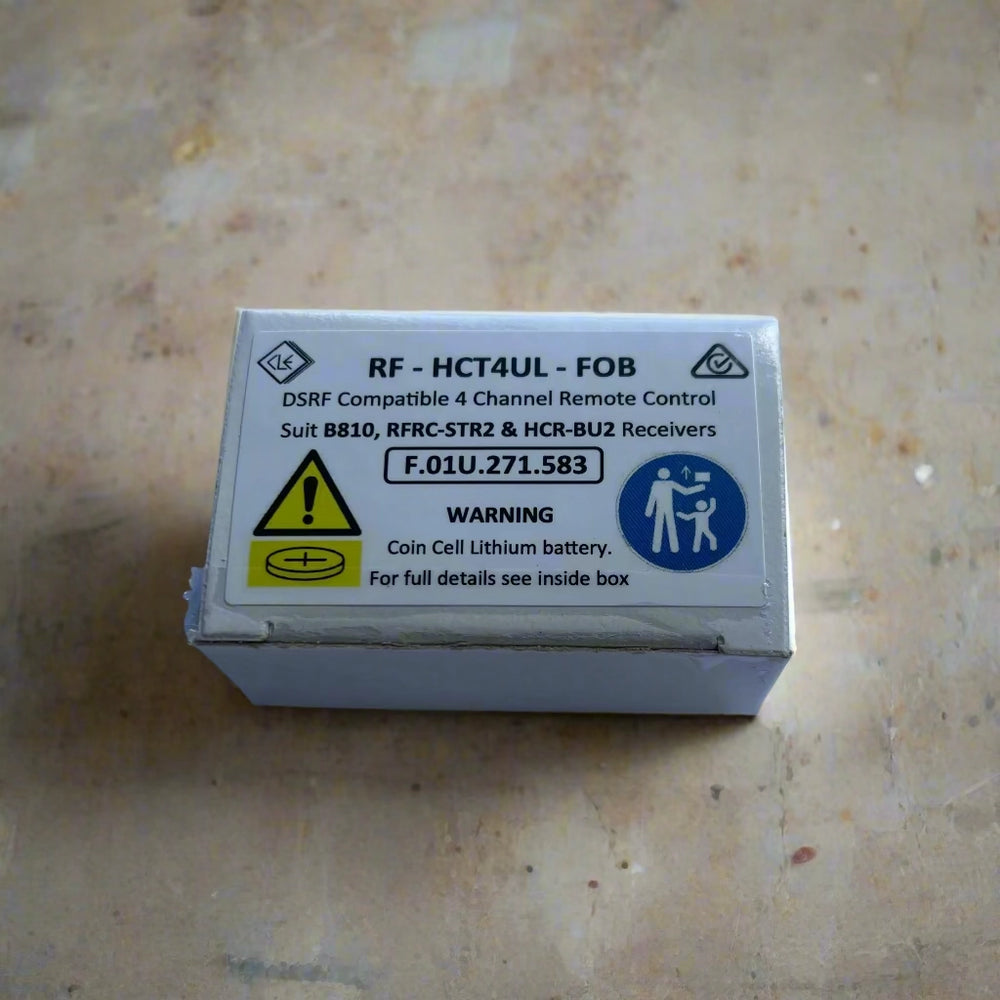 CLE
RF - HCT4UL - FOB
DSRF Compatible 4 Channel Remote Control
Suit B810, RFRC-STR2 & HCR-BU2 Receivers
F.01U.271.583
WARNING
Coin Cell Lithium battery.
For full details see inside box